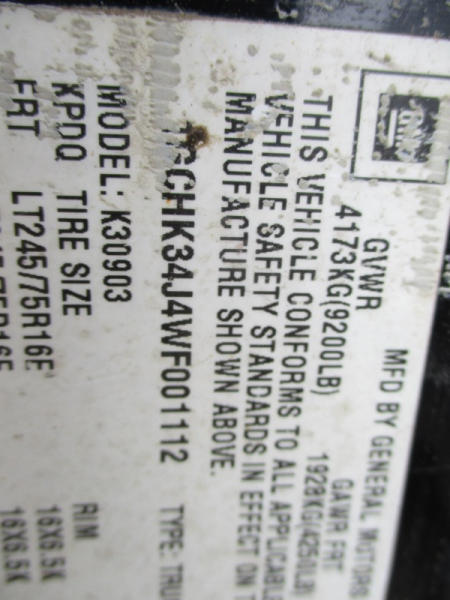 MFD BY GENERAL MOTORS
GVWR GAWR FRT
4173KG(9200LB) 1928KG(4250LB)
THIS VEHICLE CONFORMS TO ALL APPLICABLE
VEHICLE SAFETY STANDARDS IN EFFECT ON
MANUFACTURE SHOWN ABOVE.
1GCHK34J4WF001112 TYPE: TRU
MODEL: K30903
XPDQ TIRE SIZE RIM
FRT LT245/75R16E 16X6.5K
16X6.5K